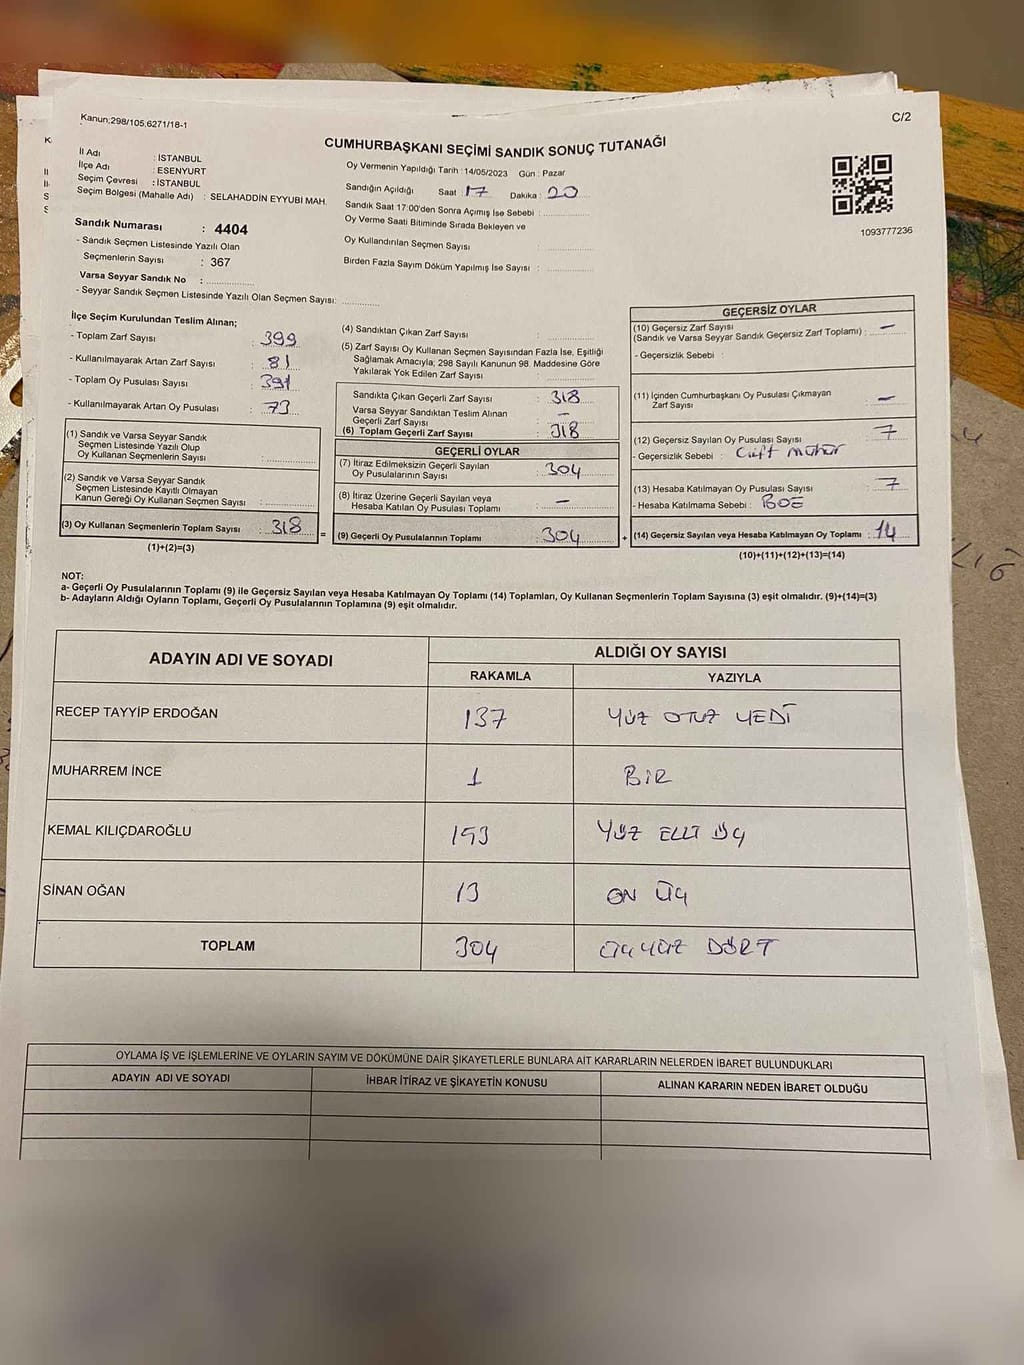 Kanun:298/105,6271/18-1
C/2
CUMHURBAŞKANI SEÇİMİ SANDIK SONUÇ TUTANAĞI
İl Adı : İSTANBUL
İlçe Adı : ESENYURT
Seçim Çevresi : İSTANBUL
Seçim Bölgesi (Mahalle Adı) : SELAHADDİN EYYUBİ MAH.
Oy Vermenin Yapıldığı Tarih : 14/05/2023 Gün : Pazar
Sandığın Açıldığı Saat : 17 Dakika : 20
Sandık Saat 17:00'den Sonra Açımış İse Sebebi :
Oy Verme Saati Bitiminde Sırada Bekleyen ve
Oy Kullandırılan Seçmen Sayısı :
Birden Fazla Sayım Döküm Yapılmış İse Sayısı :
1093777236
Sandık Numarası : 4404
- Sandık Seçmen Listesinde Yazılı Olan
Seçmenlerin Sayısı : 367
Varsa Seyyar Sandık No :
- Seyyar Sandık Seçmen Listesinde Yazılı Olan Seçmen Sayısı:
İlçe Seçim Kurulundan Teslim Alınan;
- Toplam Zarf Sayısı : 399
- Kullanılmayarak Artan Zarf Sayısı : 81
- Toplam Oy Pusulası Sayısı : 391
- Kullanılmayarak Artan Oy Pusulası : 73
(1) Sandık ve Varsa Seyyar Sandık
Seçmen Listesinde Yazılı Olup
Oy Kullanan Seçmenlerin Sayısı :
(2) Sandık ve Varsa Seyyar Sandık
Seçmen Listesinde Kayıtlı Olmayan
Kanun Gereği Oy Kullanan Seçmen Sayısı :
(3) Oy Kullanan Seçmenlerin Toplam Sayısı : 318 =
(1)+(2)=(3)
(4) Sandıktan Çıkan Zarf Sayısı :
(5) Zarf Sayısı Oy Kullanan Seçmen Sayısından Fazla İse, Eşitliği
Sağlamak Amacıyla; 298 Sayılı Kanunun 98. Maddesine Göre
Yakılarak Yok Edilen Zarf Sayısı :
Sandıkta Çıkan Geçerli Zarf Sayısı : 318
Varsa Seyyar Sandıktan Teslim Alınan
Geçerli Zarf Sayısı : –
(6) Toplam Geçerli Zarf Sayısı : 318
GEÇERLİ OYLAR
(7) İtiraz Edilmeksizin Geçerli Sayılan
Oy Pusulalarının Sayısı : 304
(8) İtiraz Üzerine Geçerli Sayılan veya
Hesaba Katılan Oy Pusulası Toplamı : –
(9) Geçerli Oy Pusulalarının Toplamı : 304 +
GEÇERSİZ OYLAR
(10) Geçersiz Zarf Sayısı
(Sandık ve Varsa Seyyar Sandık Geçersiz Zarf Toplamı) : –
- Geçersizlik Sebebi :
(11) İçinden Cumhurbaşkanı Oy Pusulası Çıkmayan
Zarf Sayısı : –
(12) Geçersiz Sayılan Oy Pusulası Sayısı : 7
- Geçersizlik Sebebi : Çift mühür
(13) Hesaba Katılmayan Oy Pusulası Sayısı : 7
- Hesaba Katılmama Sebebi : BOŞ
(14) Geçersiz Sayılan veya Hesaba Katılmayan Oy Toplamı : 14
(10)+(11)+(12)+(13)=(14)
NOT:
a- Geçerli Oy Pusulalarının Toplamı (9) ile Geçersiz Sayılan veya Hesaba Katılmayan Oy Toplamı (14) Toplamları, Oy Kullanan Seçmenlerin Toplam Sayısına (3) eşit olmalıdır. (9)+(14)=(3)
b- Adayların Aldığı Oyların Toplamı, Geçerli Oy Pusulalarının Toplamına (9) eşit olmalıdır.
ADAYIN ADI VE SOYADI
ALDIĞI OY SAYISI
RAKAMLA YAZIYLA
RECEP TAYYİP ERDOĞAN 137 YÜZ OTUZ YEDİ
MUHARREM İNCE 1 BİR
KEMAL KILIÇDAROĞLU 153 YÜZ ELLİ ÜÇ
SİNAN OĞAN 13 ON ÜÇ
TOPLAM 304 ÜÇ YÜZ DÖRT
OYLAMA İŞ VE İŞLEMLERİNE VE OYLARIN SAYIM VE DÖKÜMÜNE DAİR ŞİKAYETLERLE BUNLARA AİT KARARLARIN NELERDEN İBARET BULUNDUKLARI
ADAYIN ADI VE SOYADI İHBAR İTİRAZ VE ŞİKAYETİN KONUSU ALINAN KARARIN NEDEN İBARET OLDUĞU